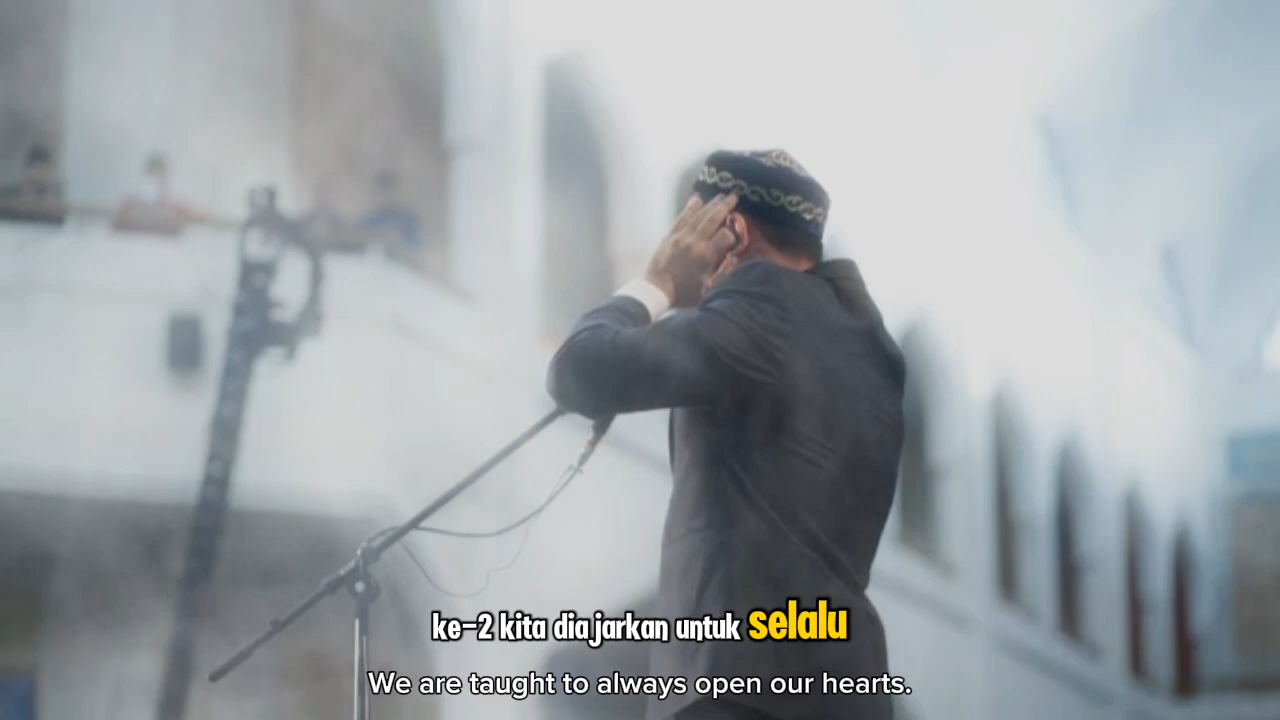 ke-2 kita diajarkan untuk selalu
We are taught to always open our hearts.